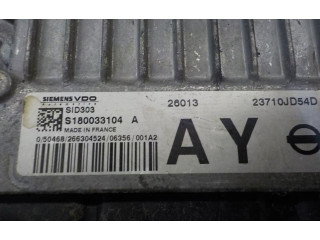 SIEMENS VDO
SID303
S180033104 A
MADE IN FRANCE
0:50468/266304524/06356/001A2
26013 23710JD54D
AY